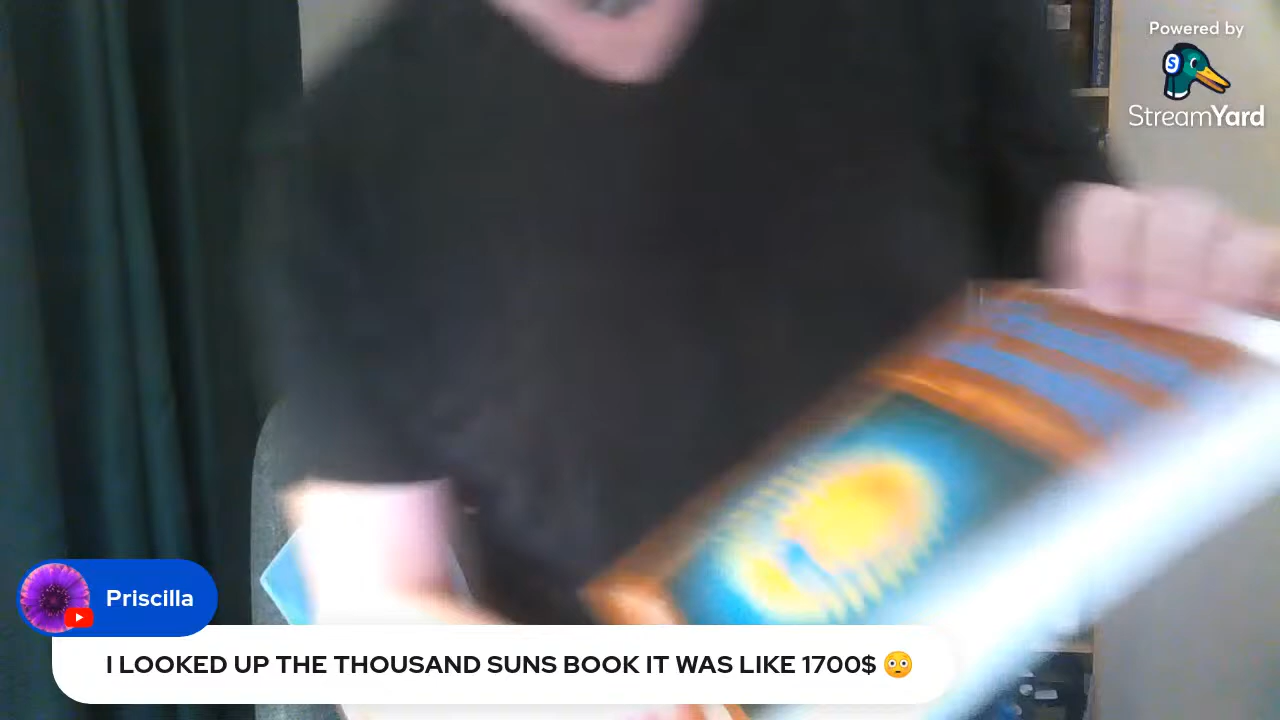 Powered by
StreamYard
Priscilla
I LOOKED UP THE THOUSAND SUNS BOOK IT WAS LIKE 1700$ 😳